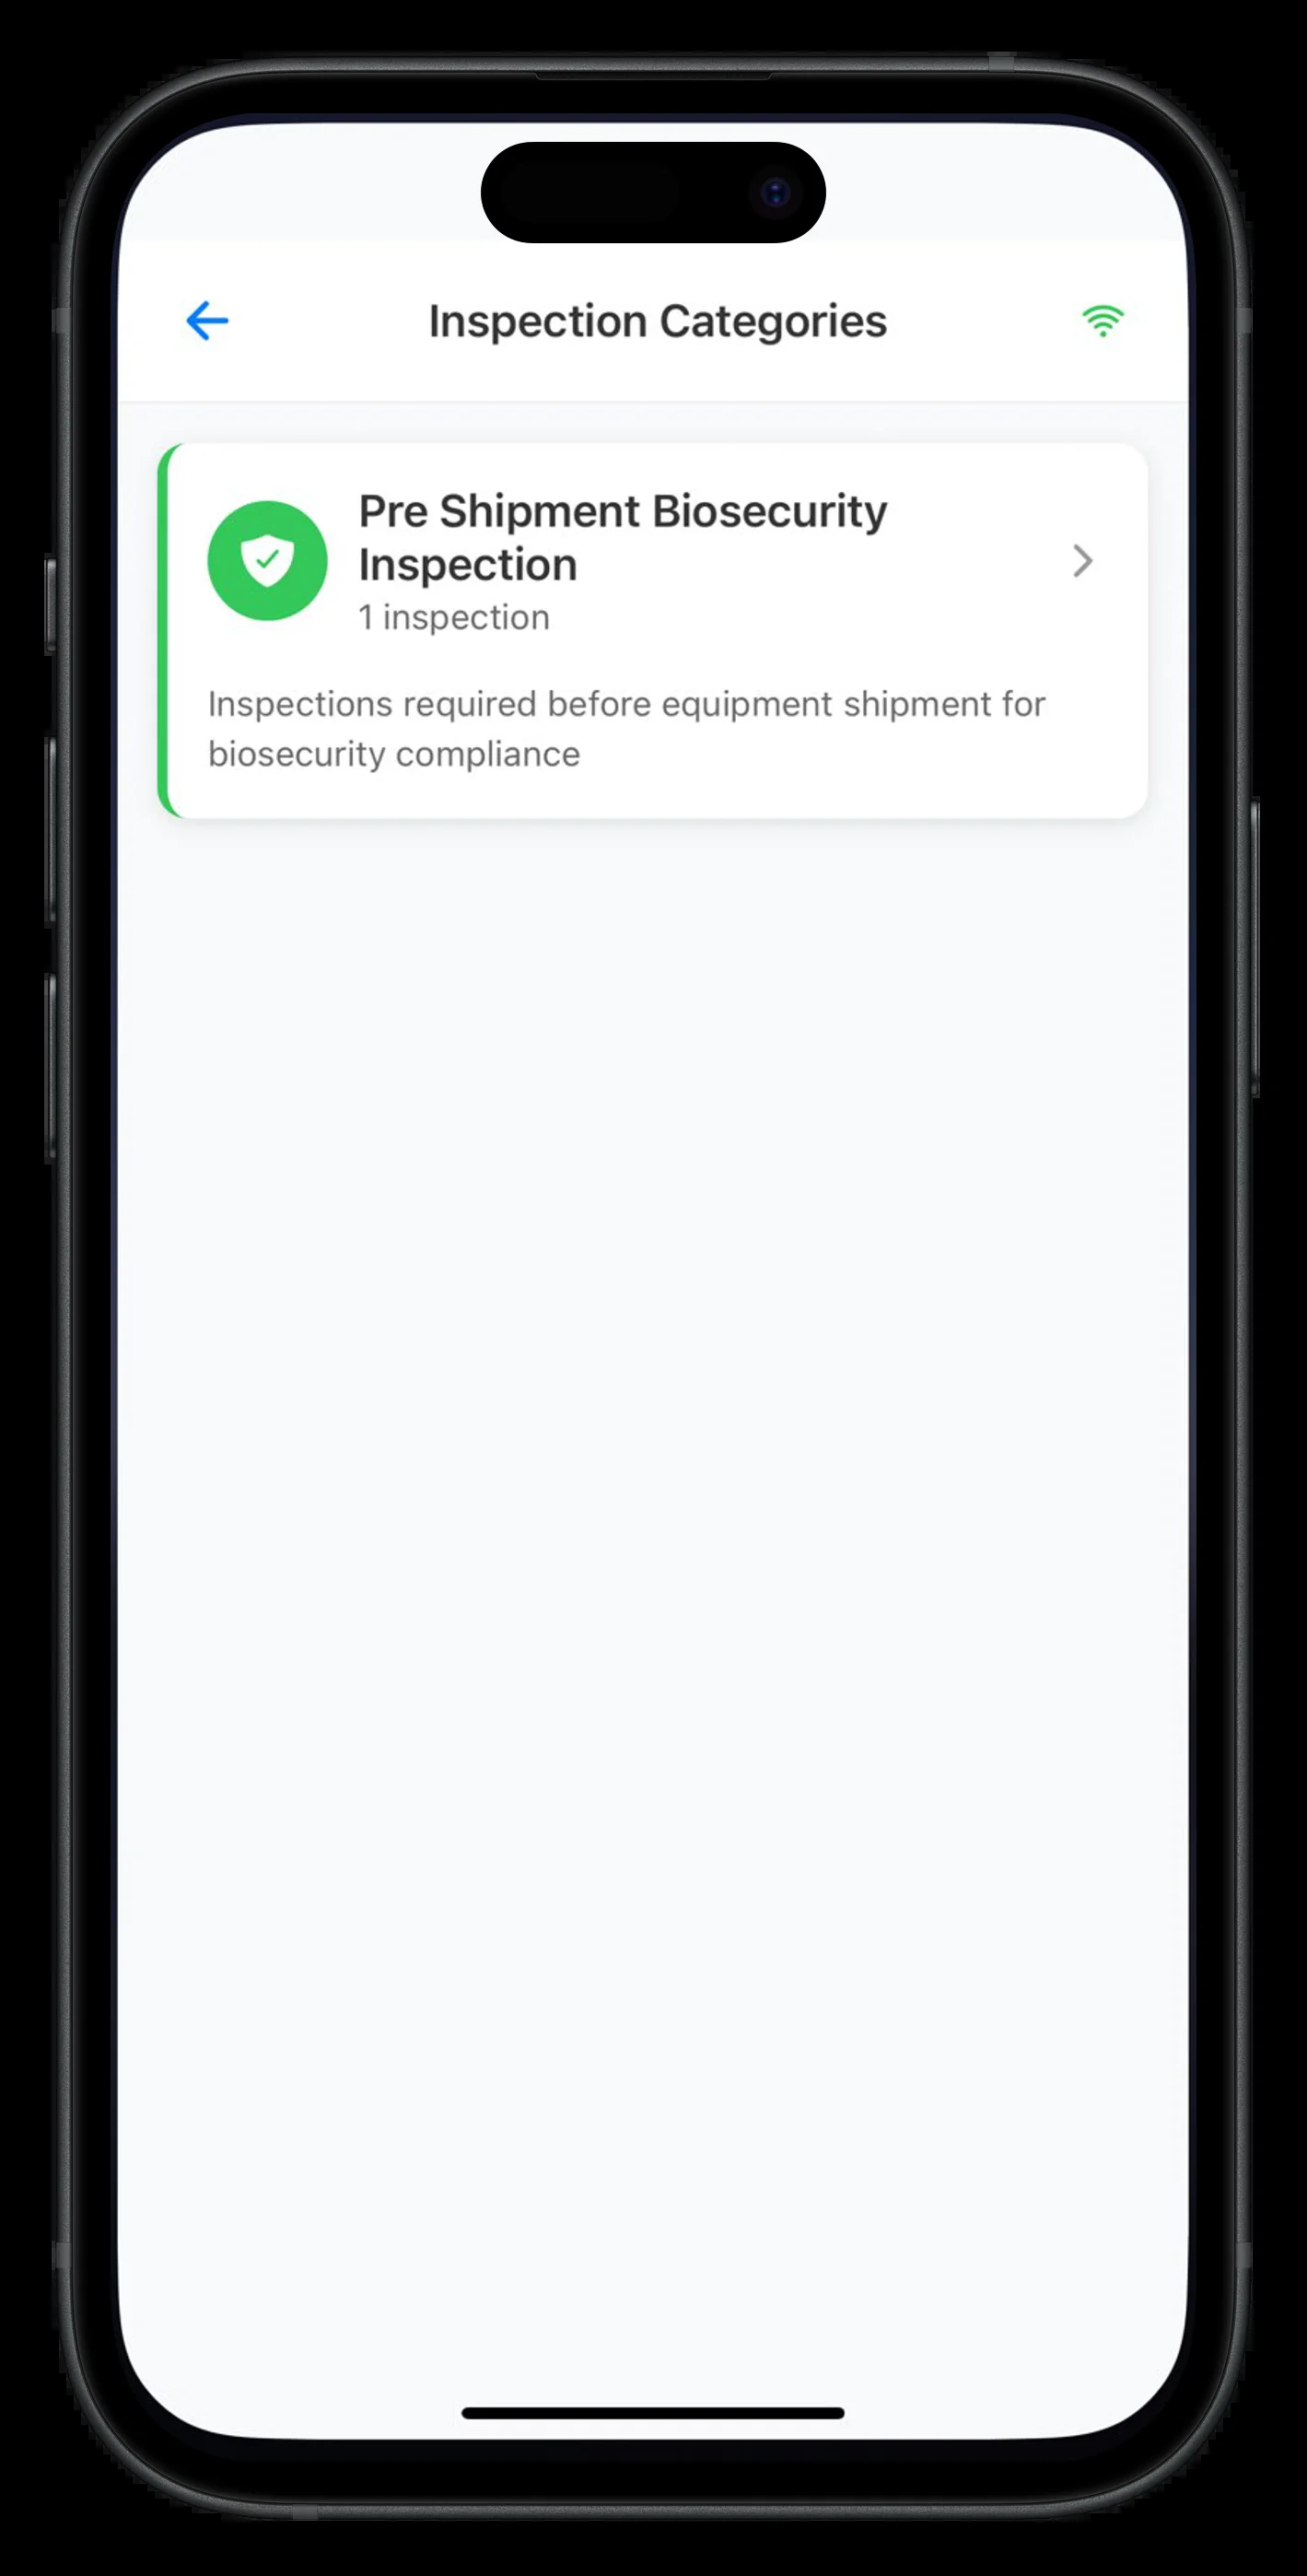 Inspection Categories
Pre Shipment Biosecurity
Inspection
1 inspection
Inspections required before equipment shipment for
biosecurity compliance